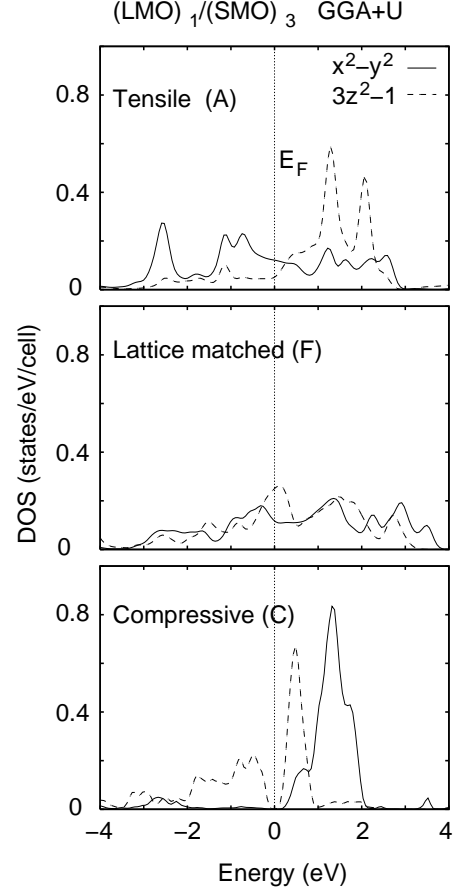 (LMO) 1/(SMO) 3 GGA+U
x²−y²
3z²−1
Tensile (A)
E_F
0.8
0.4
0
Lattice matched (F)
0.8
0.4
0
DOS (states/eV/cell)
Compressive (C)
0.8
0.4
0
−4 −2 0 2 4
Energy (eV)